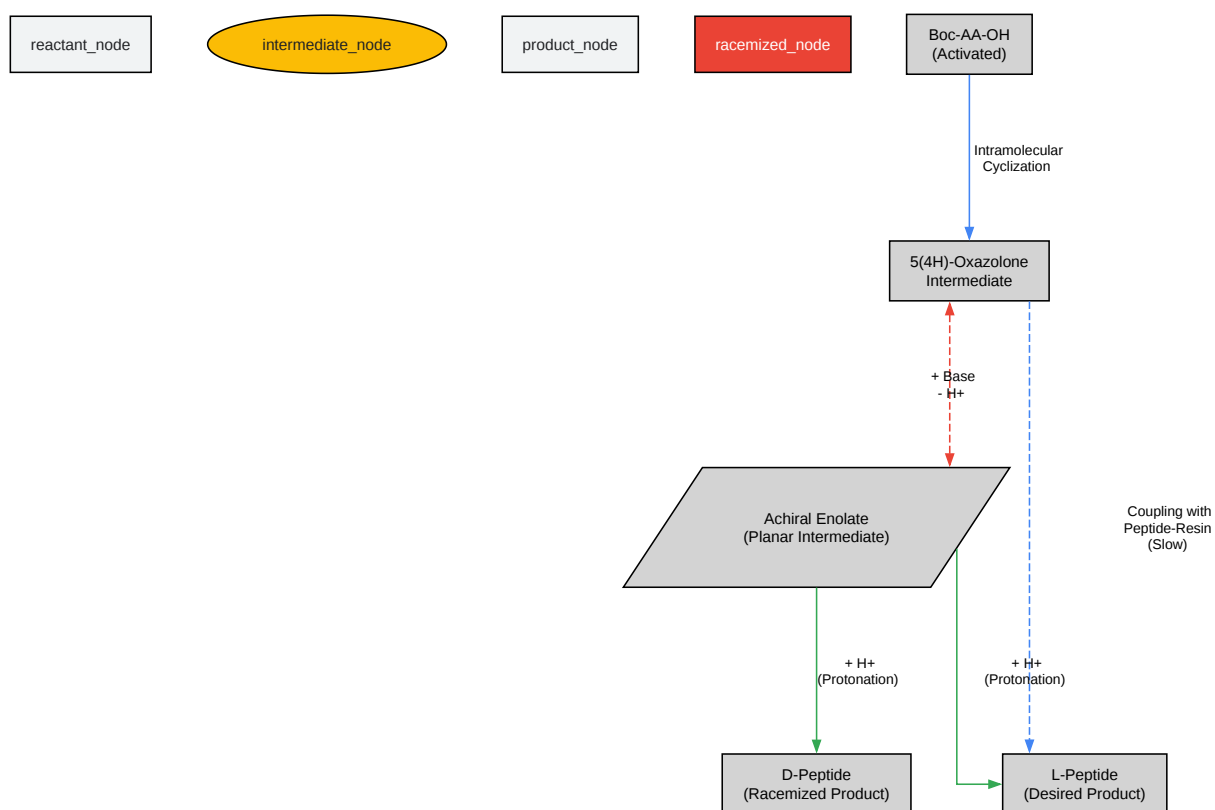 reactant_node
intermediate_node
product_node
racemized_node
Boc-AA-OH
(Activated)
Intramolecular
Cyclization
5(4H)-Oxazolone
Intermediate
+ Base
- H+
Achiral Enolate
(Planar Intermediate)
Coupling with
Peptide-Resin
(Slow)
+ H+
(Protonation)
+ H+
(Protonation)
D-Peptide
(Racemized Product)
L-Peptide
(Desired Product)